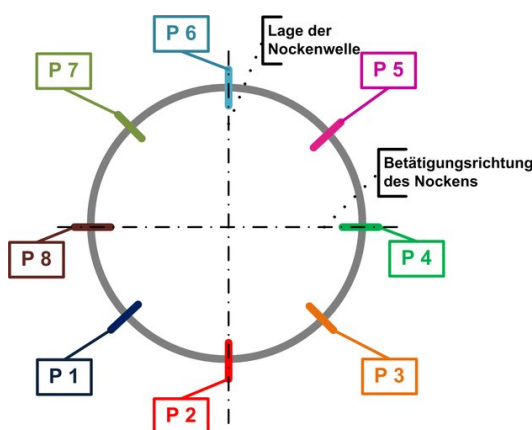 P 6
Lage der
Nockenwelle
P 7
P 5
Betätigungsrichtung
des Nockens
P 8
P 4
P 1
P 3
P 2